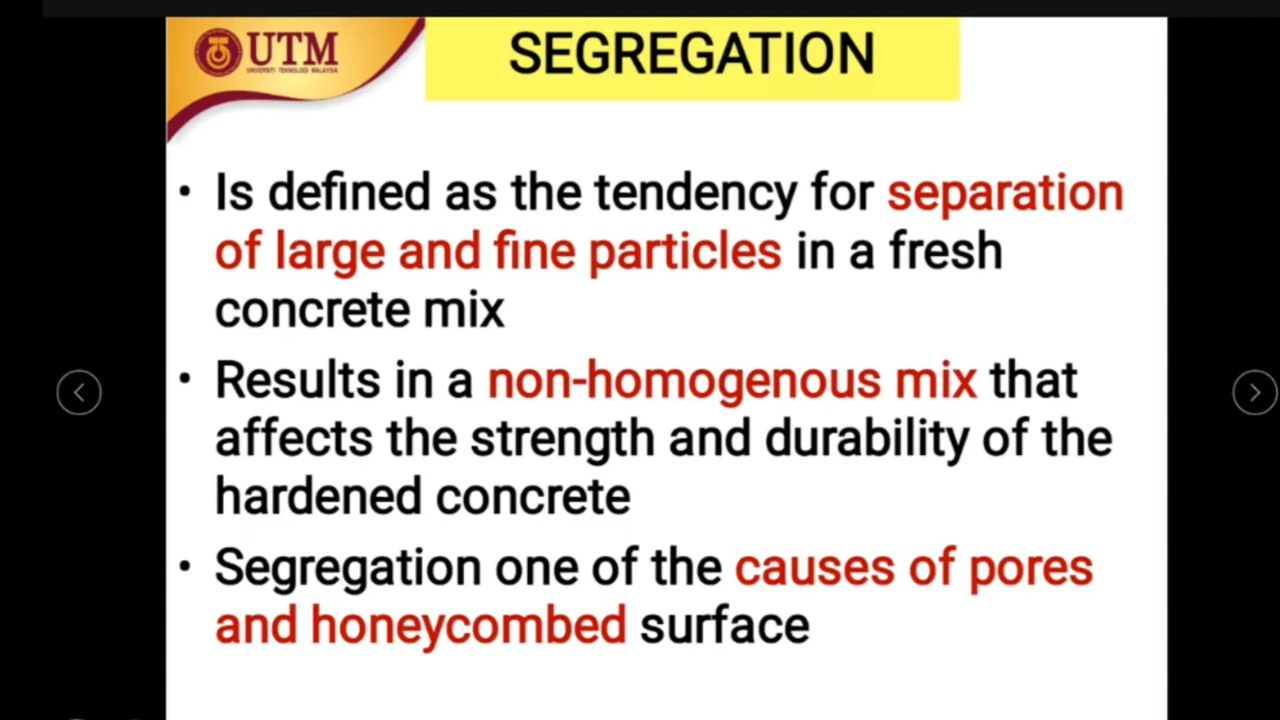 UTM
UNIVERSITI TEKNOLOGI MALAYSIA
SEGREGATION
• Is defined as the tendency for separation
of large and fine particles in a fresh
concrete mix
• Results in a non-homogenous mix that
affects the strength and durability of the
hardened concrete
• Segregation one of the causes of pores
and honeycombed surface